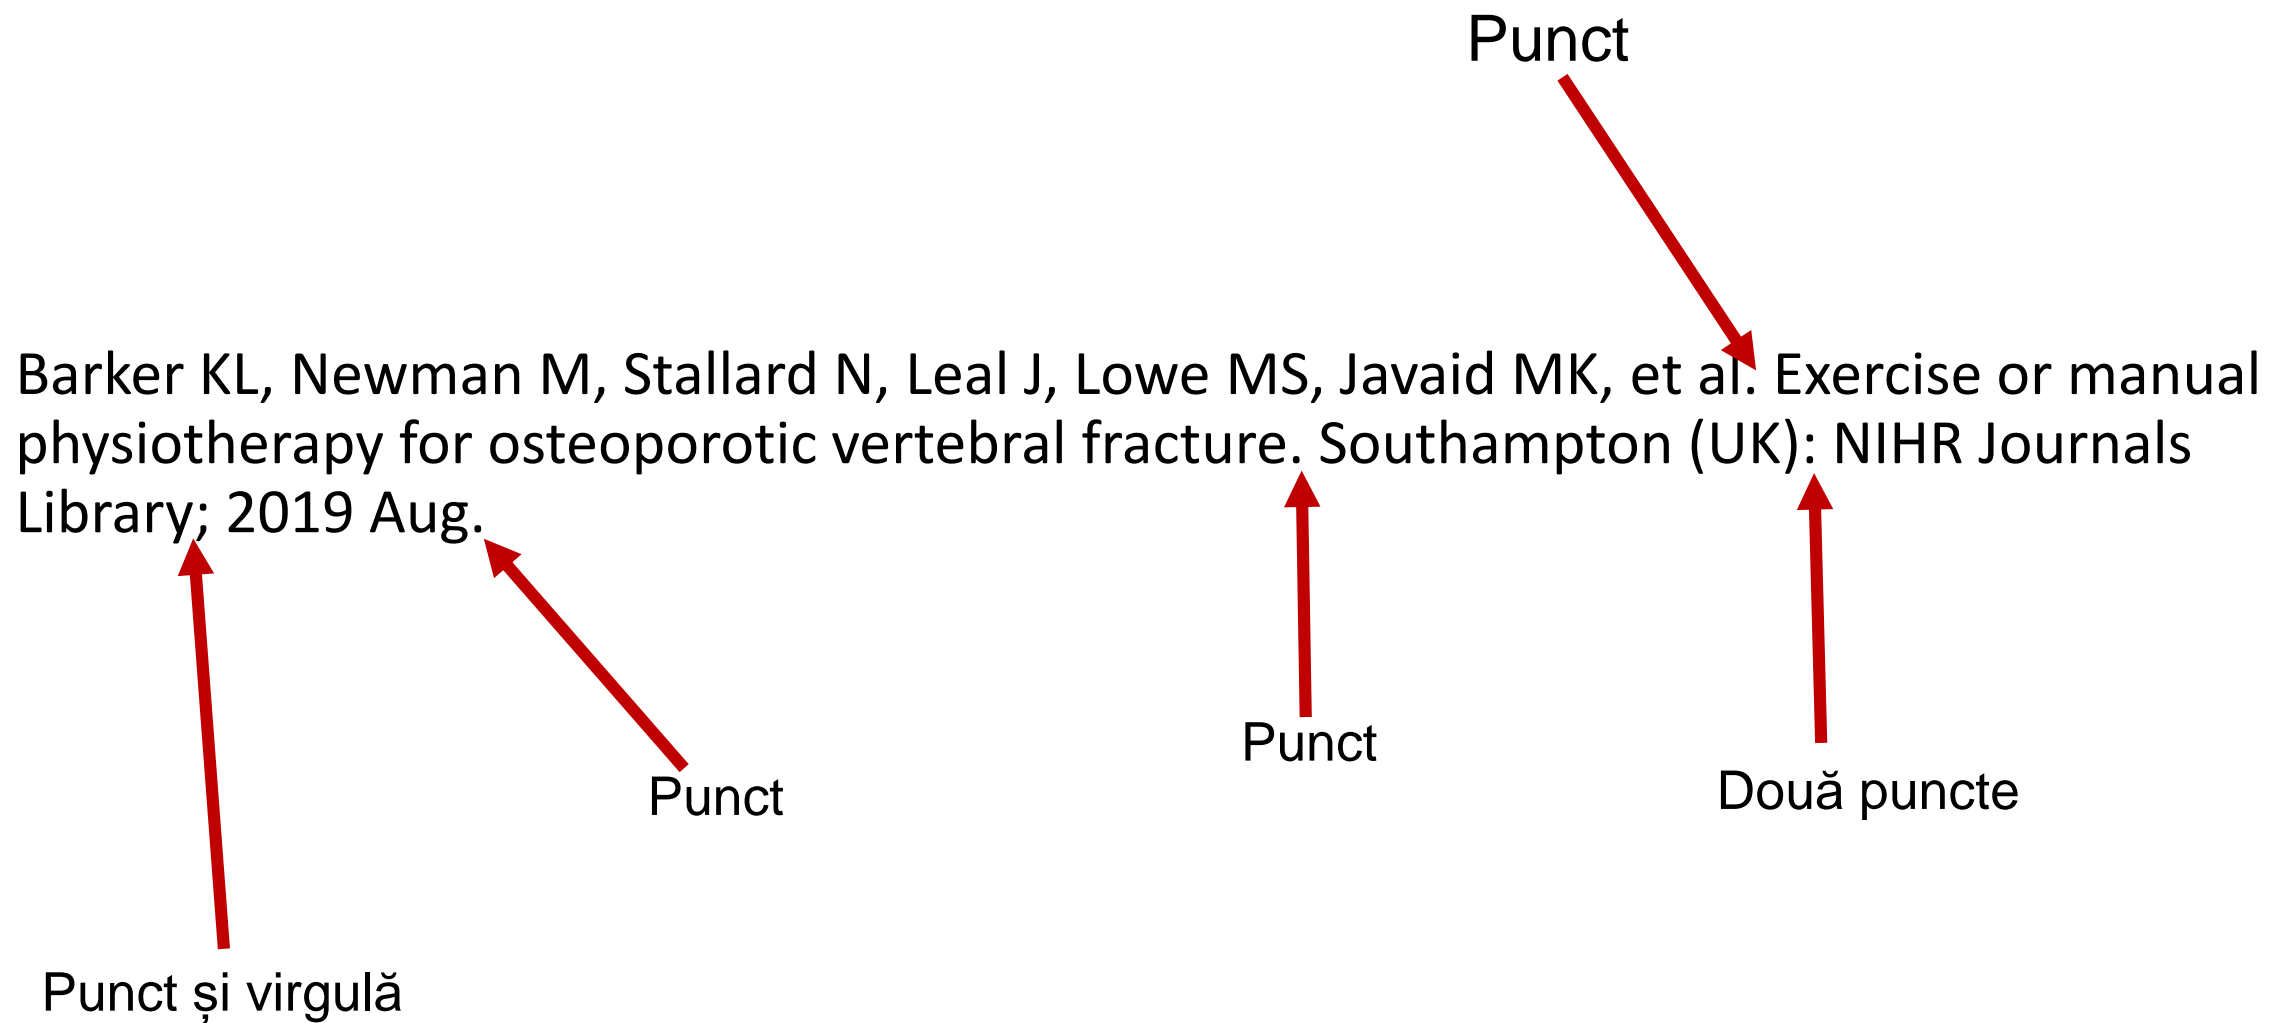 Punct
Barker KL, Newman M, Stallard N, Leal J, Lowe MS, Javaid MK, et al. Exercise or manual
physiotherapy for osteoporotic vertebral fracture. Southampton (UK): NIHR Journals
Library; 2019 Aug.
Punct
Punct
Două puncte
Punct și virgulă